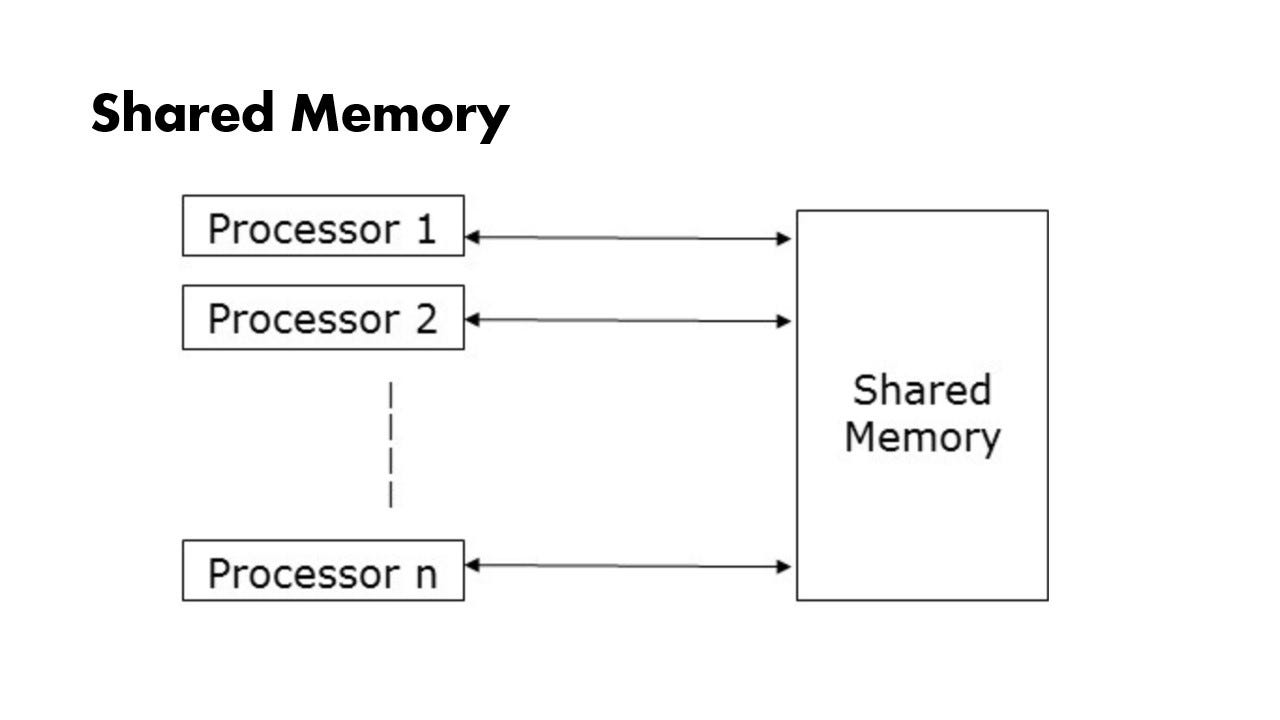 Shared Memory
Processor 1
Processor 2
Shared
Memory
Processor n